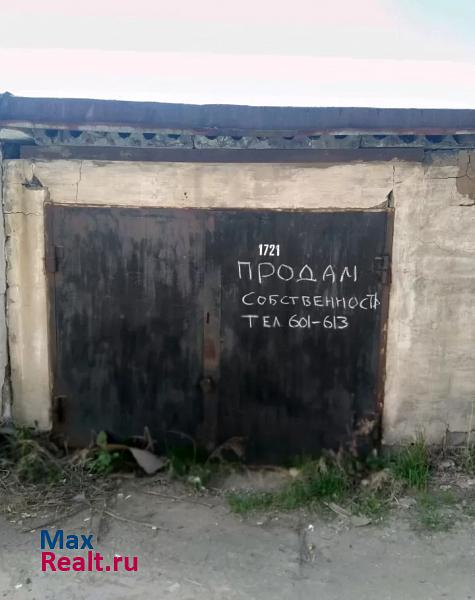 1721
ПРОДАМ
СОБСТВЕННОСТЬ
ТЕЛ 601-613
Max
Realt.ru